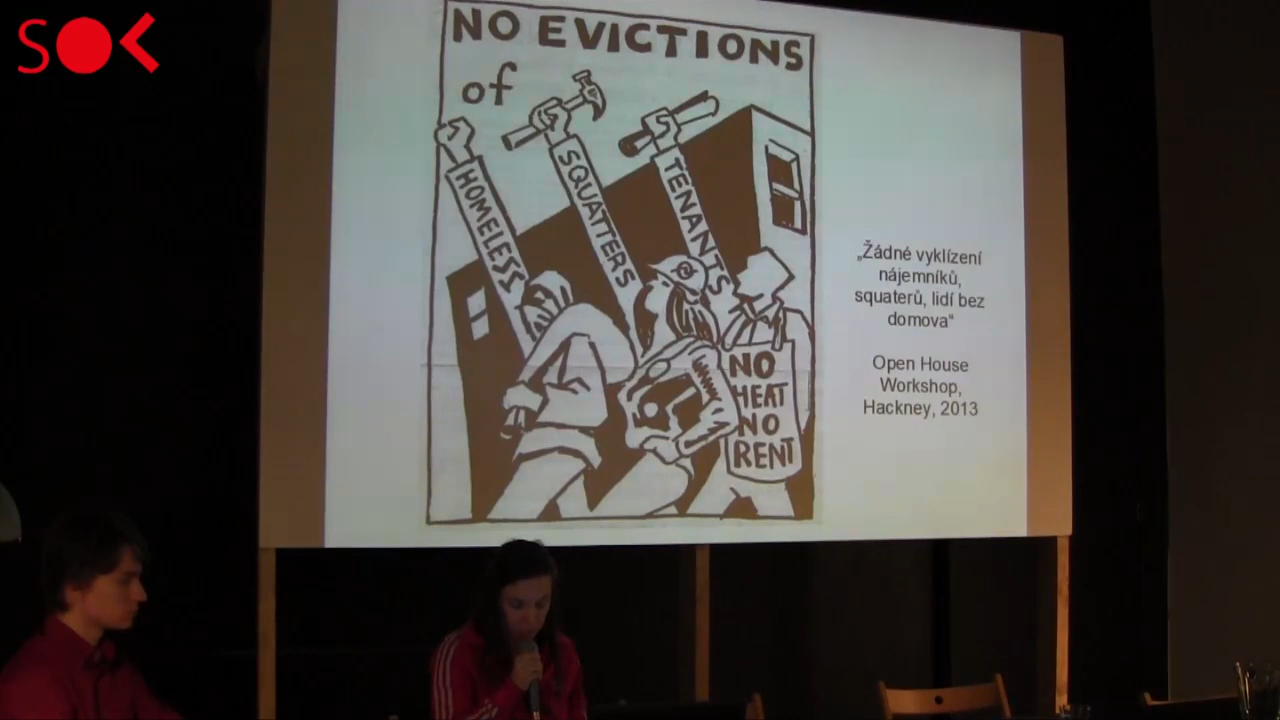 SOK
NO EVICTIONS
of
HOMELESS
SQUATTERS
TENANTS
NO
HEAT
NO
RENT
„Žádné vyklízení
nájemníků,
squaterů, lidí bez
domova“
Open House
Workshop,
Hackney, 2013